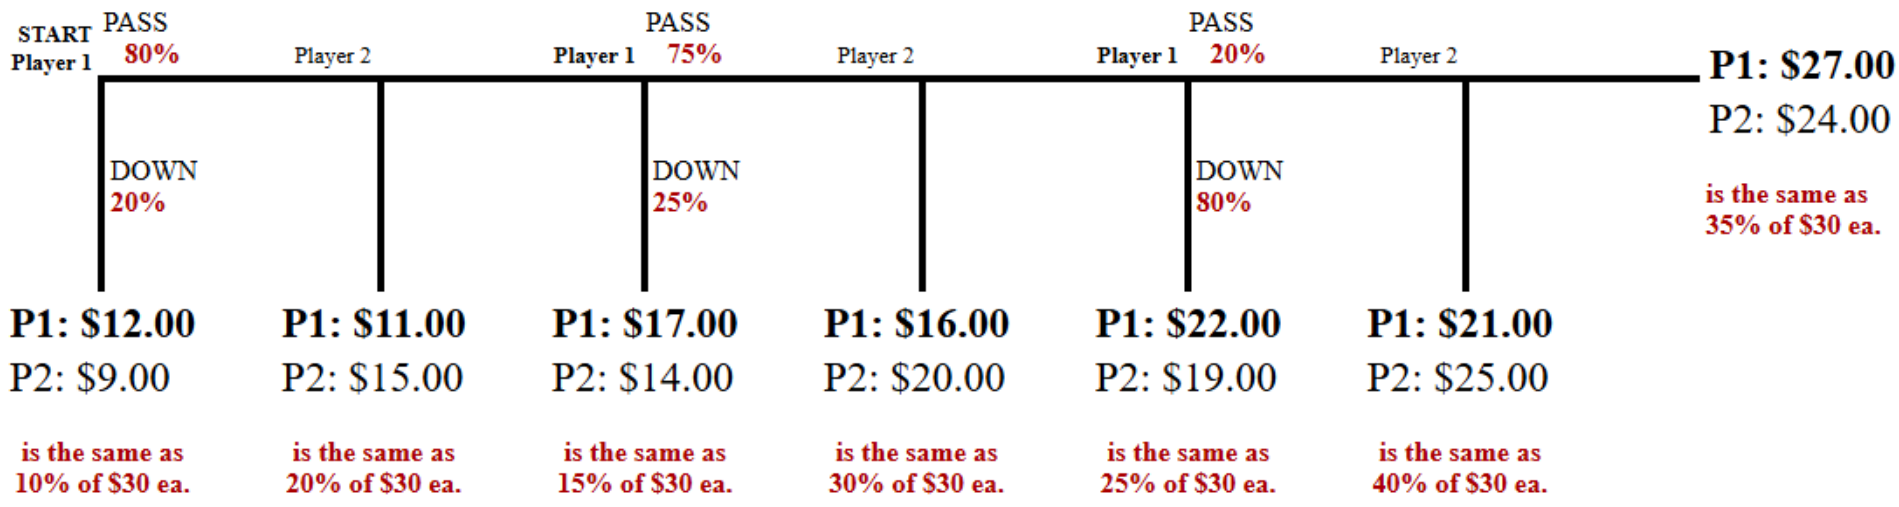 START
Player 1
PASS
80%
Player 2
Player 1
PASS
75%
Player 2
Player 1
PASS
20%
Player 2
P1: $27.00
P2: $24.00
is the same as
35% of $30 ea.
DOWN
20%
DOWN
25%
DOWN
80%
P1: $12.00
P2: $9.00
is the same as
10% of $30 ea.
P1: $11.00
P2: $15.00
is the same as
20% of $30 ea.
P1: $17.00
P2: $14.00
is the same as
15% of $30 ea.
P1: $16.00
P2: $20.00
is the same as
30% of $30 ea.
P1: $22.00
P2: $19.00
is the same as
25% of $30 ea.
P1: $21.00
P2: $25.00
is the same as
40% of $30 ea.